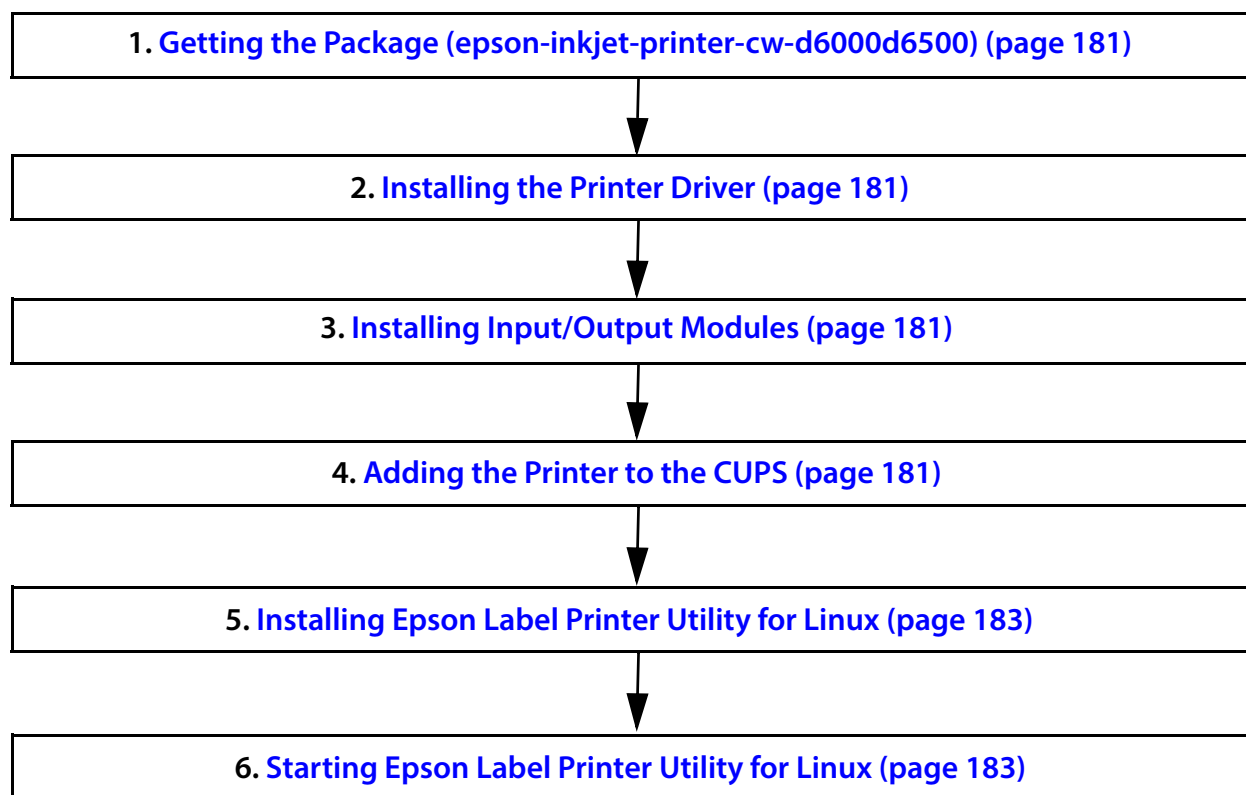 1. Getting the Package (epson-inkjet-printer-cw-d6000d6500) (page 181)
2. Installing the Printer Driver (page 181)
3. Installing Input/Output Modules (page 181)
4. Adding the Printer to the CUPS (page 181)
5. Installing Epson Label Printer Utility for Linux (page 183)
6. Starting Epson Label Printer Utility for Linux (page 183)